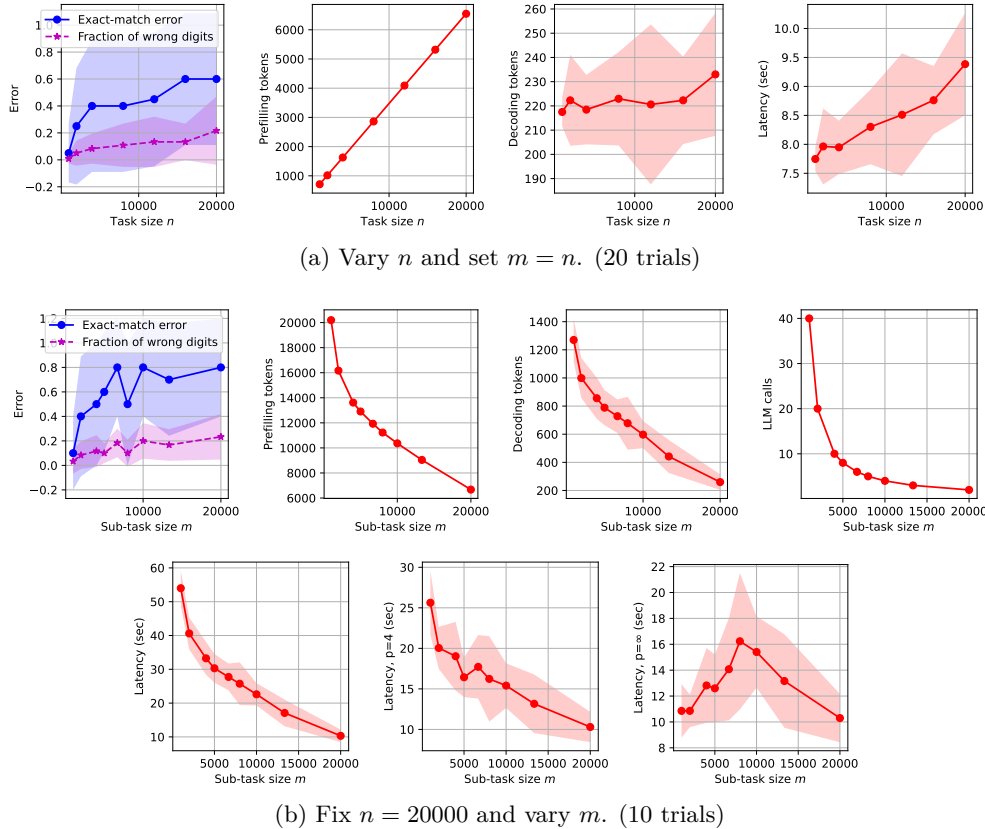 Exact-match error
Fraction of wrong digits
1.0
0.8
0.6
0.4
0.2
0.0
−0.2
Error
10000
20000
Task size n
6000
5000
4000
3000
2000
1000
Prefilling tokens
10000
20000
Task size n
260
250
240
230
220
210
200
190
Decoding tokens
10000
20000
Task size n
10.0
9.5
9.0
8.5
8.0
7.5
Latency (sec)
10000
20000
Task size n
(a) Vary n and set m = n. (20 trials)
Exact-match error
Fraction of wrong digits
1.2
0.8
0.6
0.4
0.2
0.0
−0.2
Error
10000
20000
Sub-task size m
20000
18000
16000
14000
12000
10000
8000
6000
Prefilling tokens
10000
20000
Sub-task size m
1400
1200
1000
800
600
400
200
Decoding tokens
10000
20000
Sub-task size m
40
30
20
10
LLM calls
5000 10000 15000 20000
Sub-task size m
60
50
40
30
20
10
Latency (sec)
5000 10000 15000 20000
Sub-task size m
30
25
20
15
10
Latency, p=4 (sec)
5000 10000 15000 20000
Sub-task size m
22
20
18
16
14
12
10
8
Latency, p=∞ (sec)
5000 10000 15000 20000
Sub-task size m
(b) Fix n = 20000 and vary m. (10 trials)